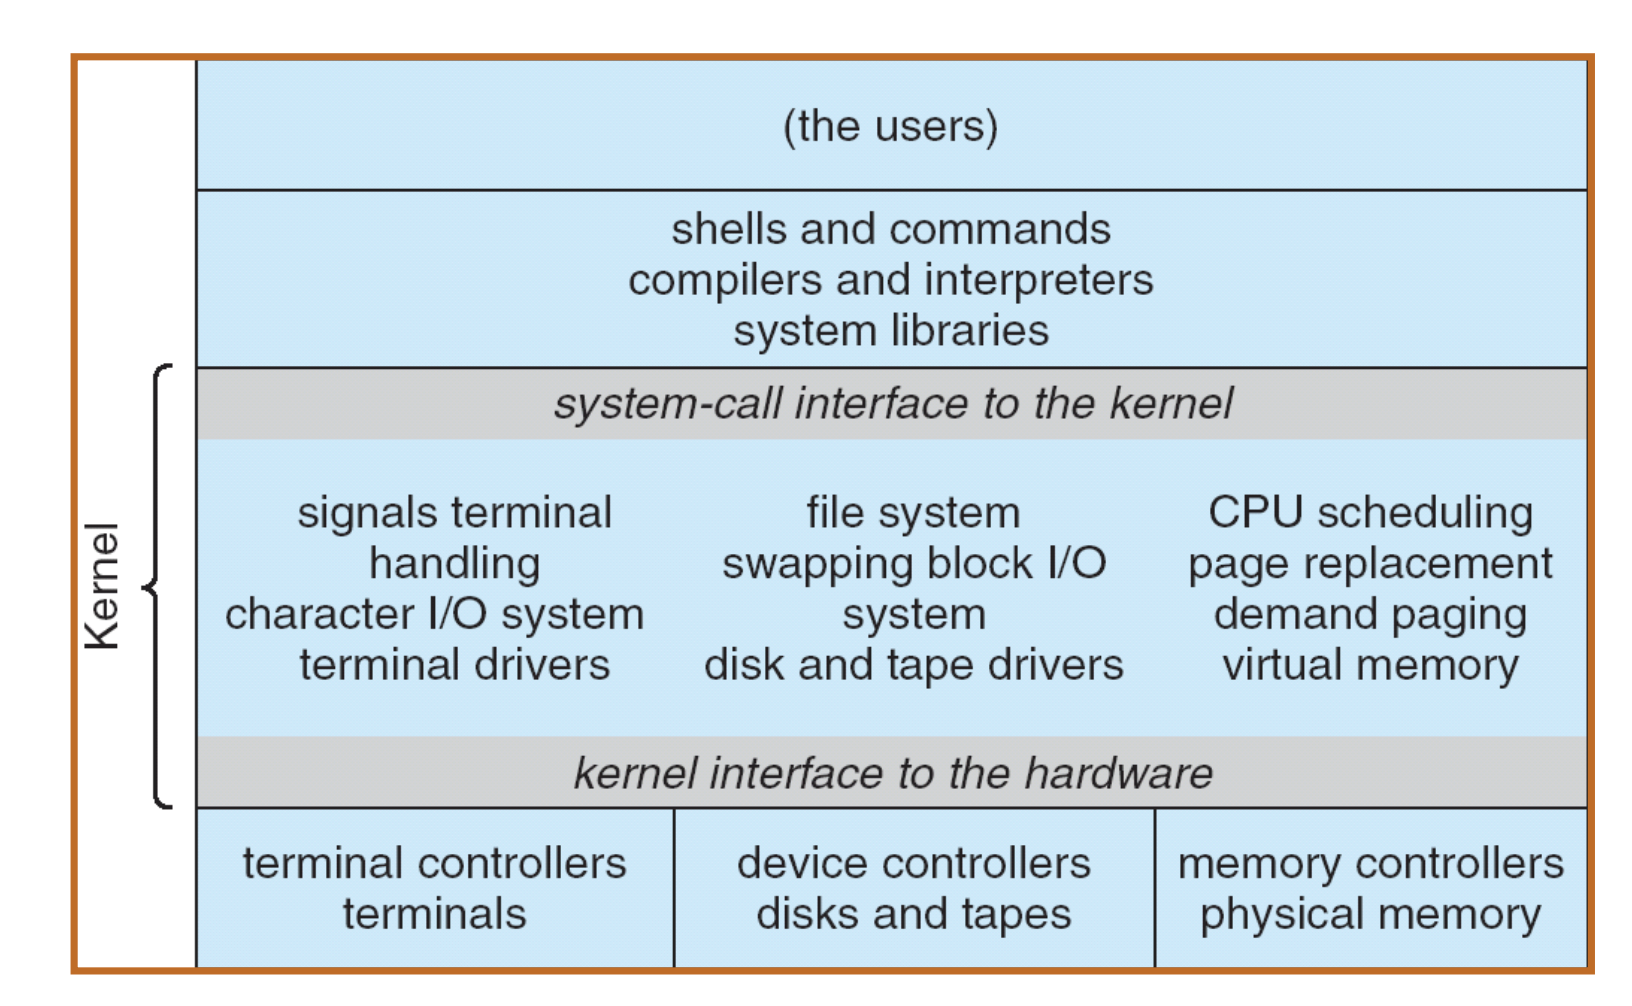 (the users)
shells and commands
compilers and interpreters
system libraries
system-call interface to the kernel
Kernel
signals terminal
handling
character I/O system
terminal drivers
file system
swapping block I/O
system
disk and tape drivers
CPU scheduling
page replacement
demand paging
virtual memory
kernel interface to the hardware
terminal controllers
terminals
device controllers
disks and tapes
memory controllers
physical memory